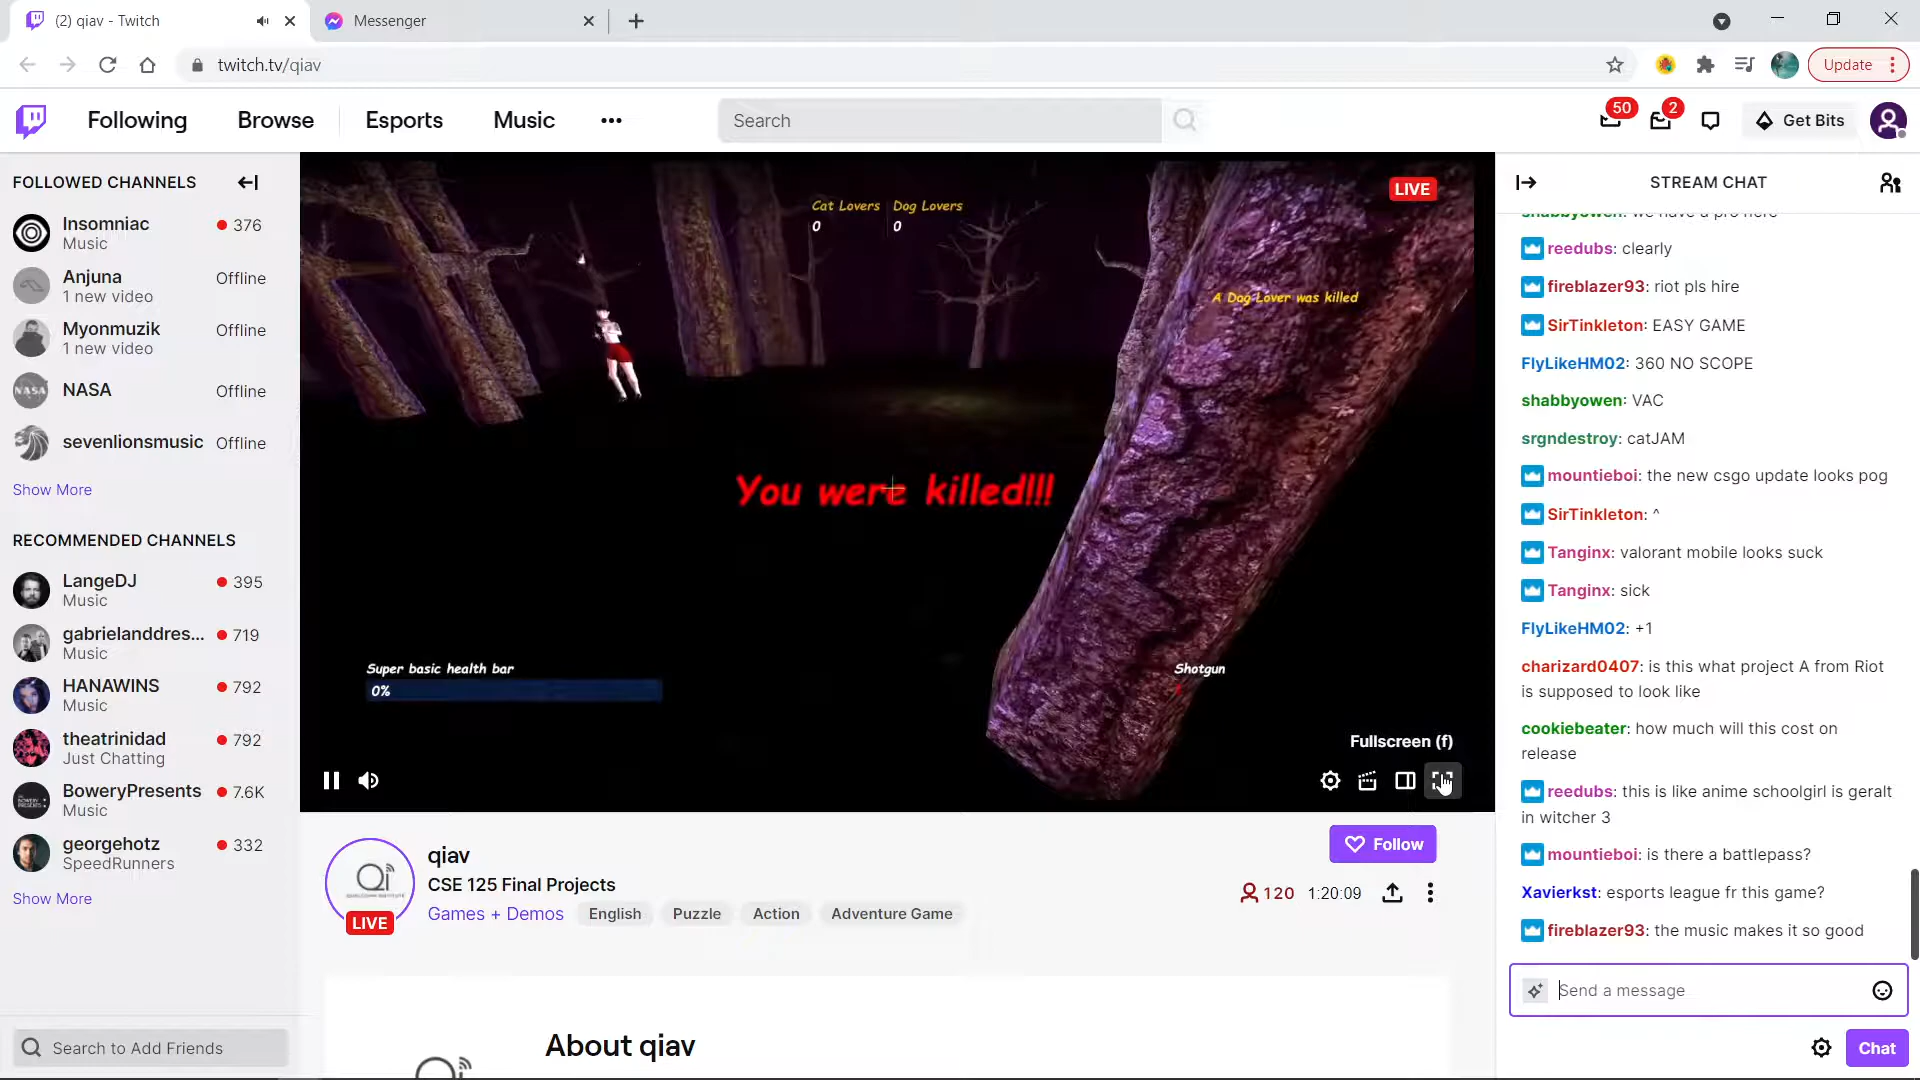 (2) qiav - Twitch
Messenger
twitch.tv/qiav
Update
Following
Browse
Esports
Music
Search
50
2
Get Bits
FOLLOWED CHANNELS
Insomniac
376
Music
Anjuna
Offline
1 new video
Myonmuzik
Offline
1 new video
NASA
NASA
Offline
sevenlionsmusic
Offline
Show More
RECOMMENDED CHANNELS
LangeDJ
395
Music
gabrielanddres...
719
Music
HANAWINS
792
Music
theatrinidad
792
Just Chatting
BoweryPresents
7.6K
Music
georgehotz
332
SpeedRunners
Show More
Search to Add Friends
LIVE
Cat Lovers
Dog Lovers
0
0
A Dog Lover was killed
You were killed!!!
Super basic health bar
0%
Shotgun
Fullscreen (f)
Qi
LIVE
qiav
CSE 125 Final Projects
Games + Demos
English
Puzzle
Action
Adventure Game
Follow
120
1:20:09
About qiav
STREAM CHAT
shabbyowen: we have a pro here
reedubs: clearly
fireblazer93: riot pls hire
SirTinkleton: EASY GAME
FlyLikeHM02: 360 NO SCOPE
shabbyowen: VAC
srgndestroy: catJAM
mountieboi: the new csgo update looks pog
SirTinkleton: ^
Tanginx: valorant mobile looks suck
Tanginx: sick
FlyLikeHM02: +1
charizard0407: is this what project A from Riot
is supposed to look like
cookiebeater: how much will this cost on
release
reedubs: this is like anime schoolgirl is geralt
in witcher 3
mountieboi: is there a battlepass?
Xavierkst: esports league fr this game?
fireblazer93: the music makes it so good
Send a message
Chat